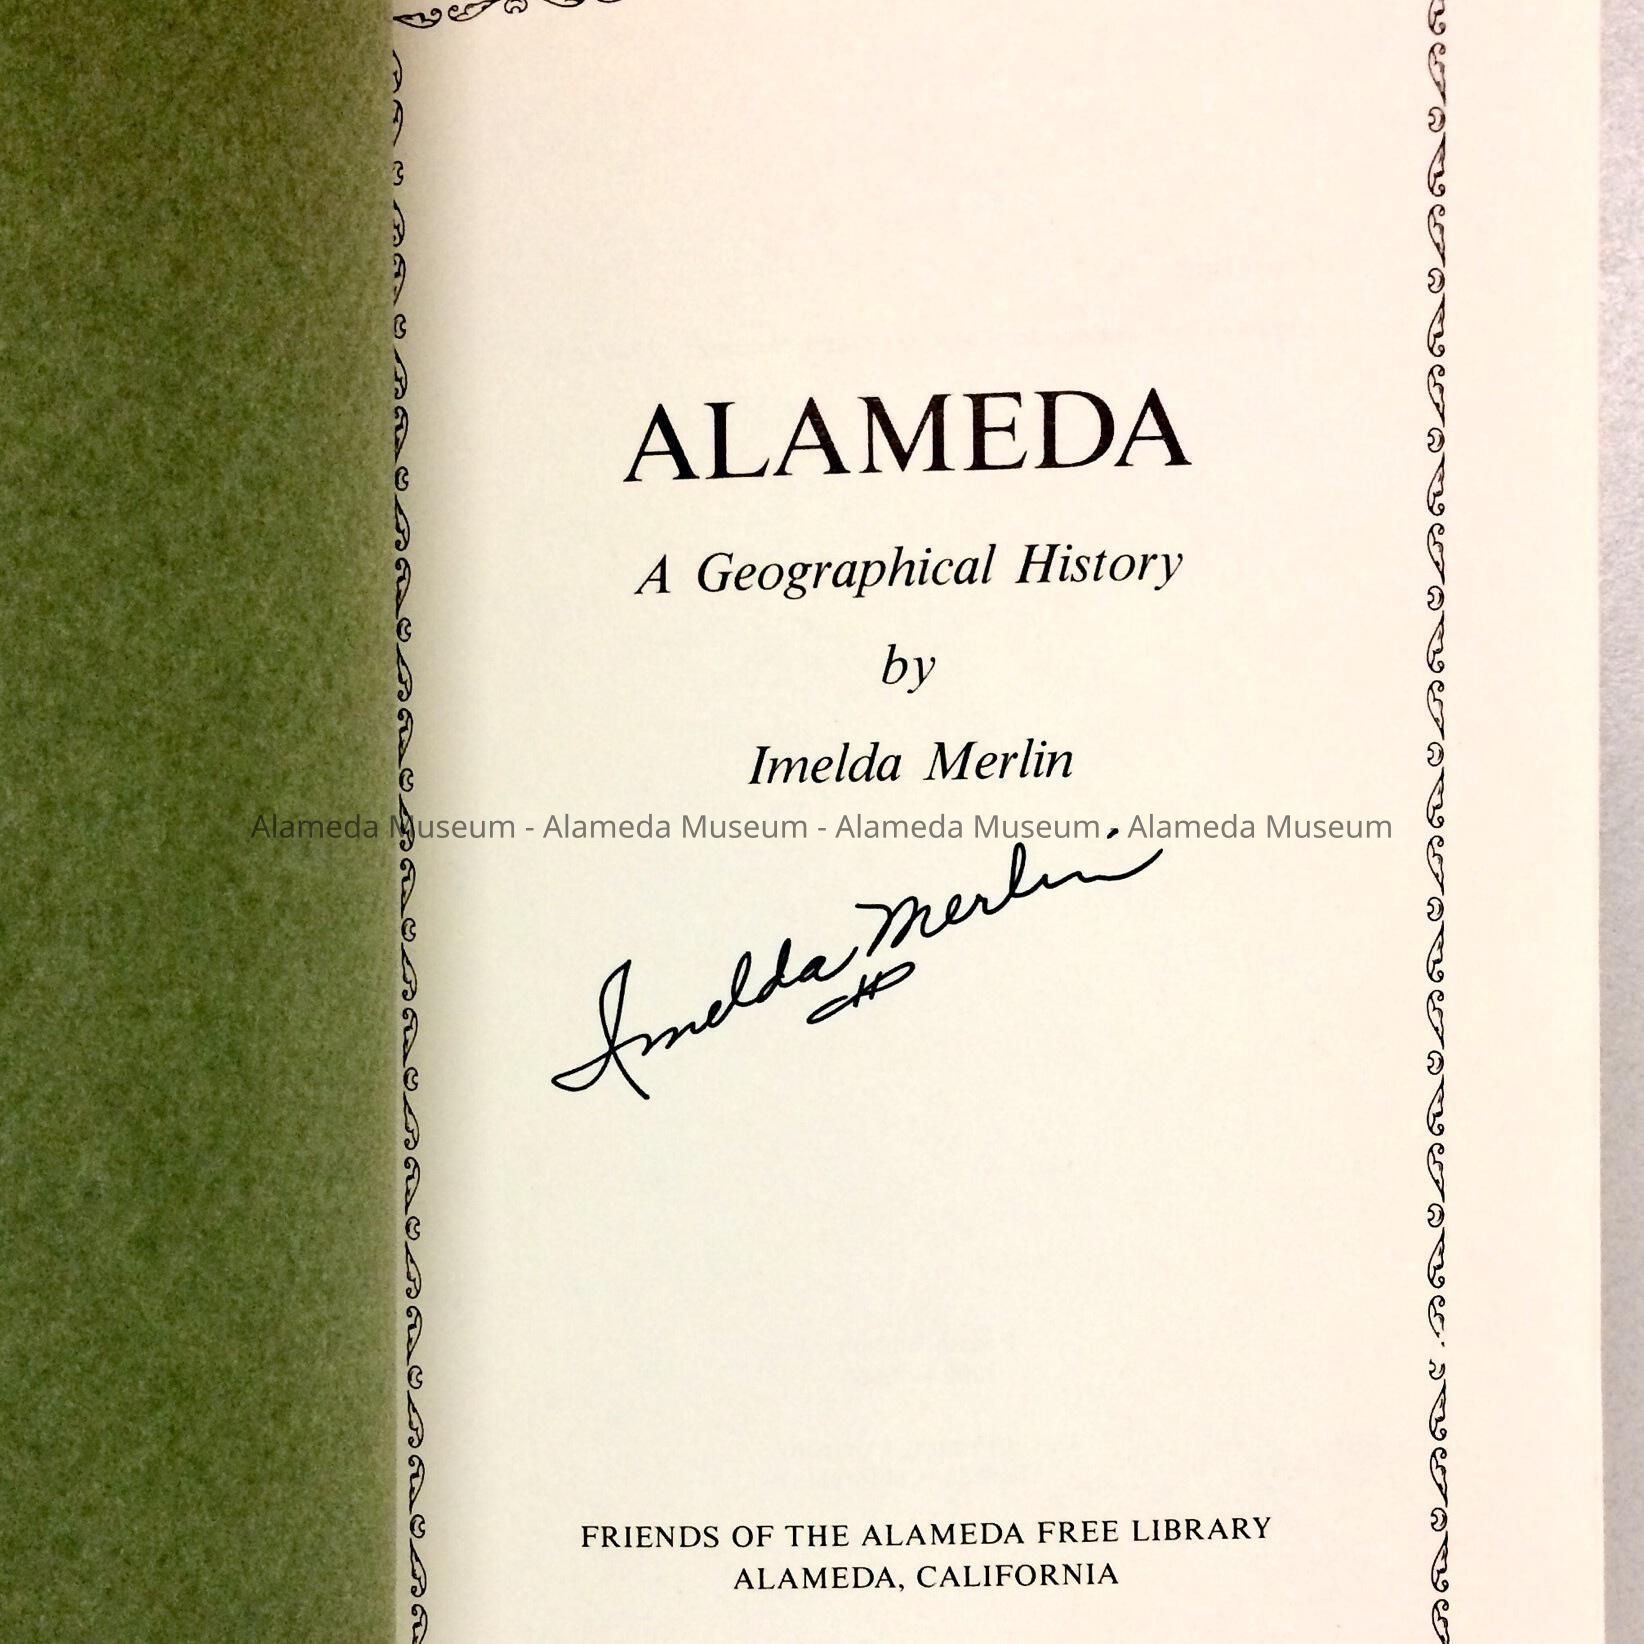 ALAMEDA
A Geographical History
by
Imelda Merlin
Alameda Museum - Alameda Museum - Alameda Museum - Alameda Museum
Imelda Merlin
FRIENDS OF THE ALAMEDA FREE LIBRARY
ALAMEDA, CALIFORNIA